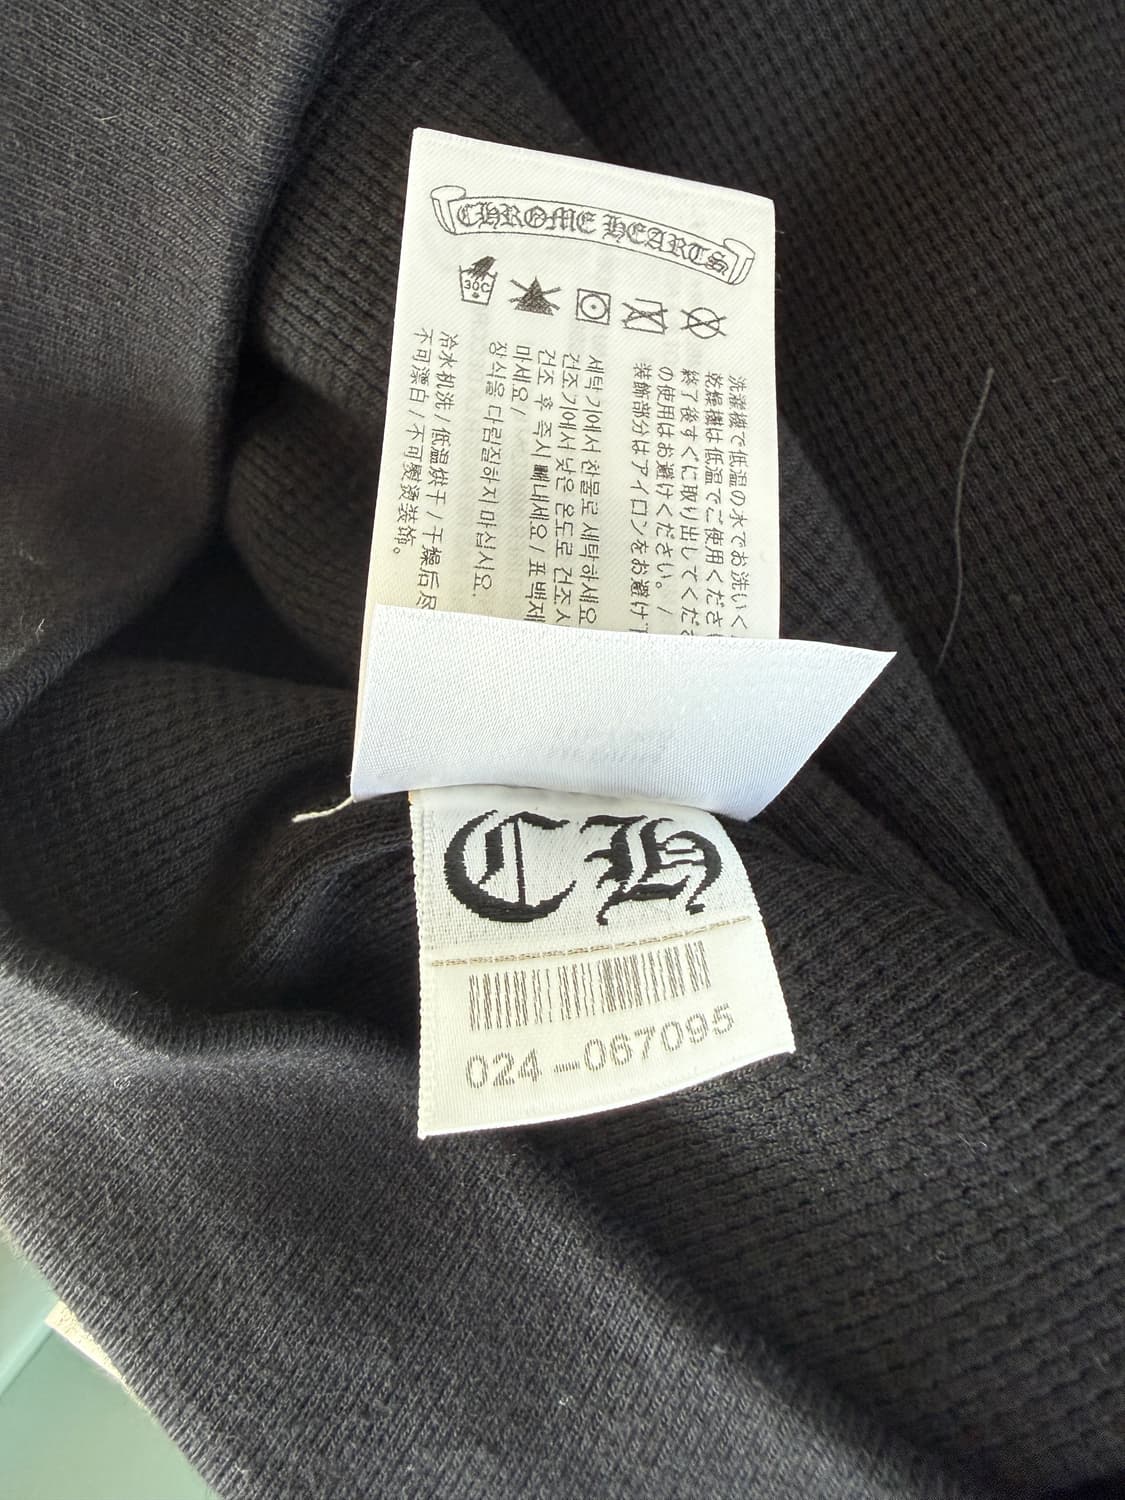 CHROME HEARTS
30C
洗濯機で低温の水でお洗いく
乾燥機は低温でご使用くださ
終了後すぐに取り出してくださ
の使用はお避けください。/
装飾部分はアイロンをお避け下
세탁기에서 찬물로 세탁하세요
건조기에서 낮은 온도로 건조시
건조 후 즉시 빼내세요 / 표백제
마세요 /
장식을 다림질하지 마십시오.
冷水机洗 / 低温烘干 / 干燥后尽
不可漂白 / 不可熨烫装饰。
CH
024-067095